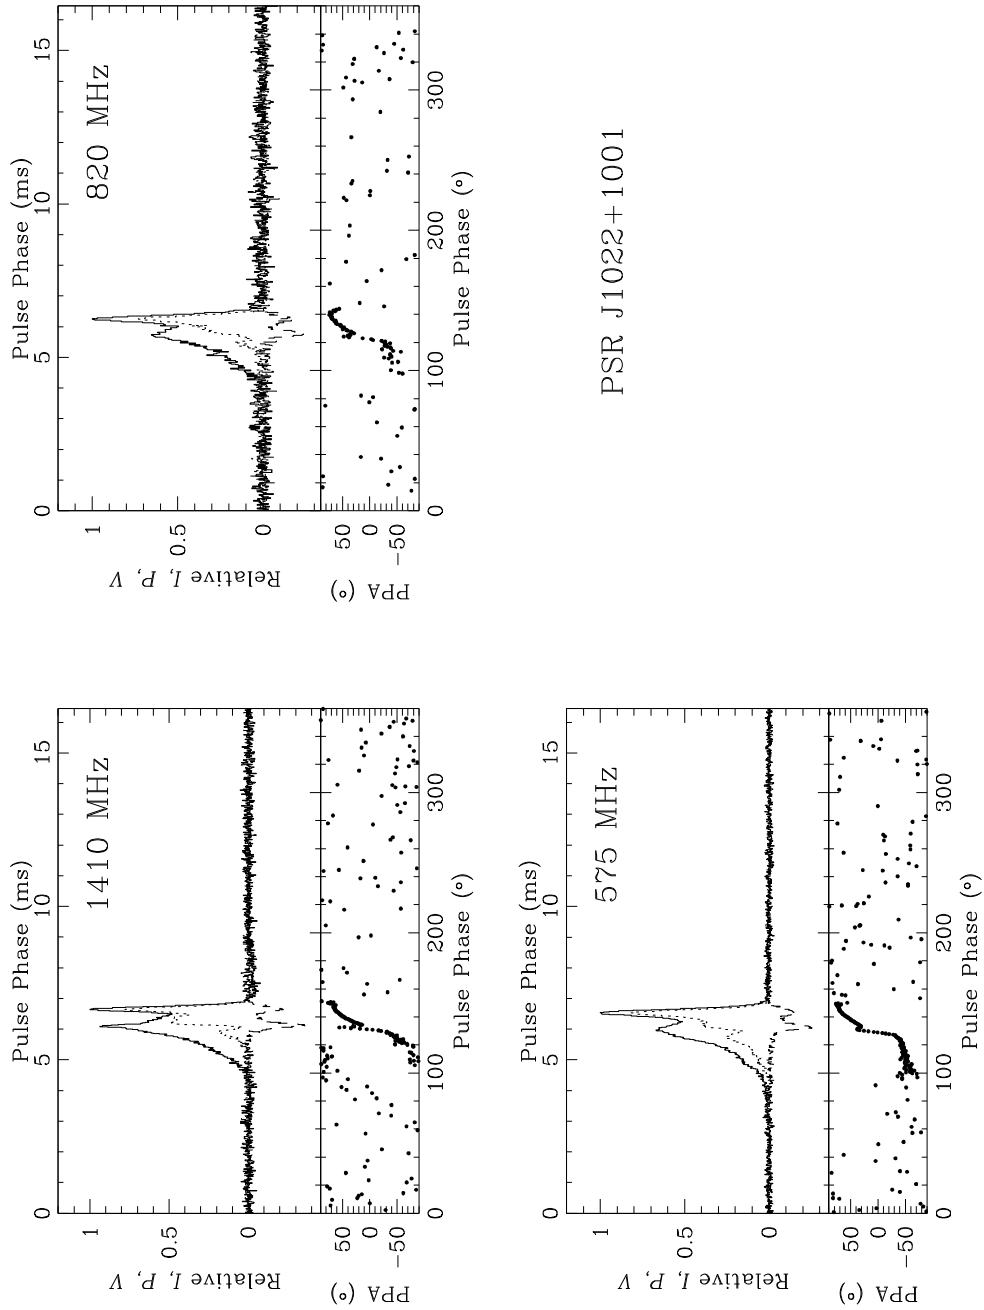 Pulse Phase (ms)
0 5 10 15
1410 MHz
Relative I, P, V
1 0.5 0
PPA (°)
50 0 −50
0 100 200 300
Pulse Phase (°)
Pulse Phase (ms)
0 5 10 15
820 MHz
Relative I, P, V
1 0.5 0
PPA (°)
50 0 −50
0 100 200 300
Pulse Phase (°)
Pulse Phase (ms)
0 5 10 15
575 MHz
Relative I, P, V
1 0.5 0
PPA (°)
50 0 −50
0 100 200 300
Pulse Phase (°)
PSR J1022+1001